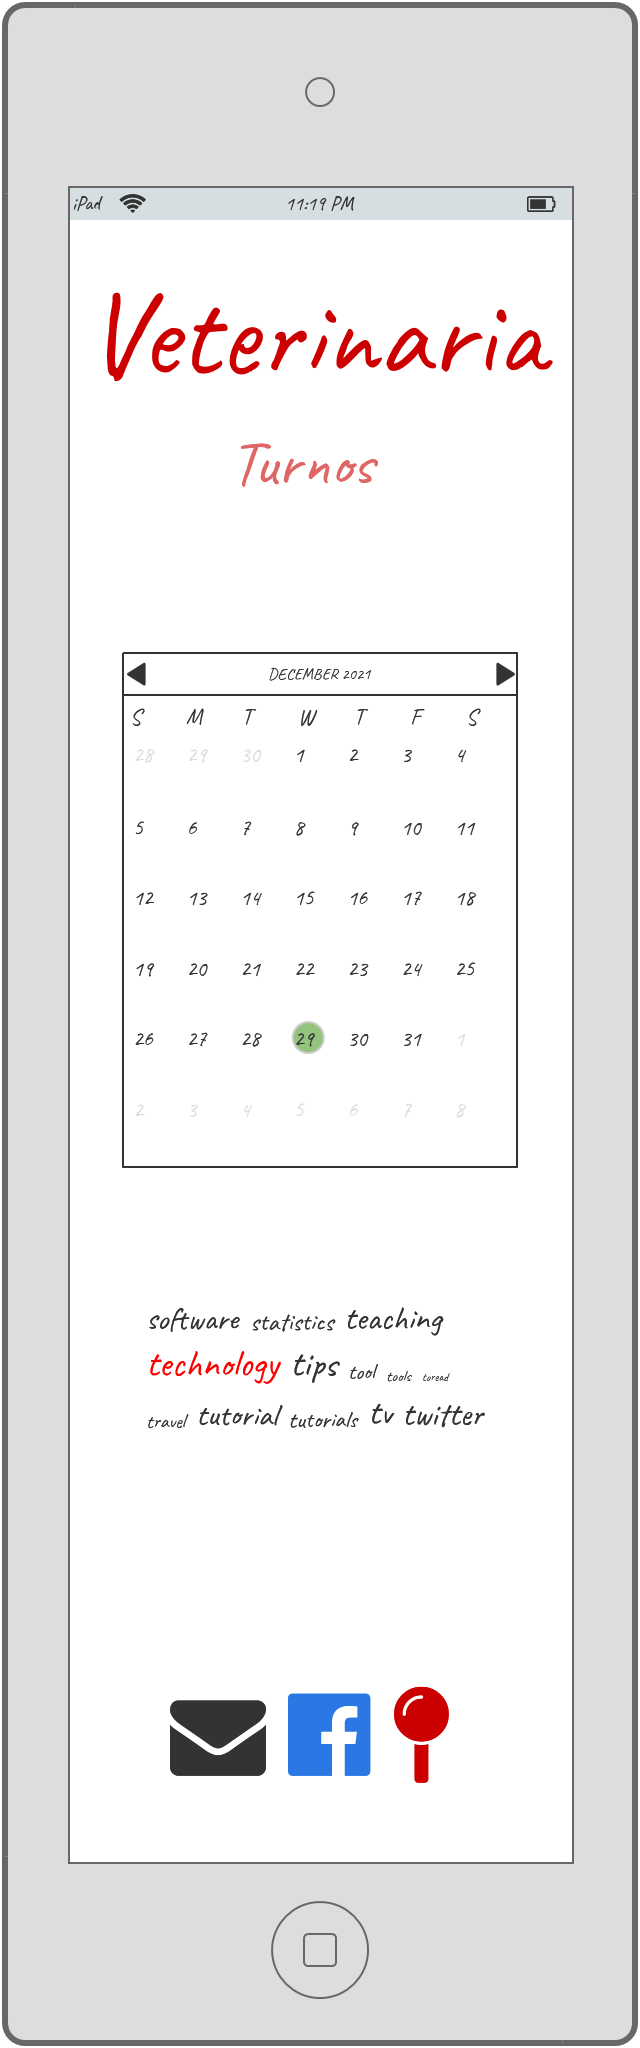 iPad 11:19 PM
Veterinaria
Turnos
DECEMBER 2021
S M T W T F S
28 29 30 1 2 3 4
5 6 7 8 9 10 11
12 13 14 15 16 17 18
19 20 21 22 23 24 25
26 27 28 29 30 31 1
2 3 4 5 6 7 8
software statistics teaching
technology tips tool tools toread
travel tutorial tutorials tv twitter